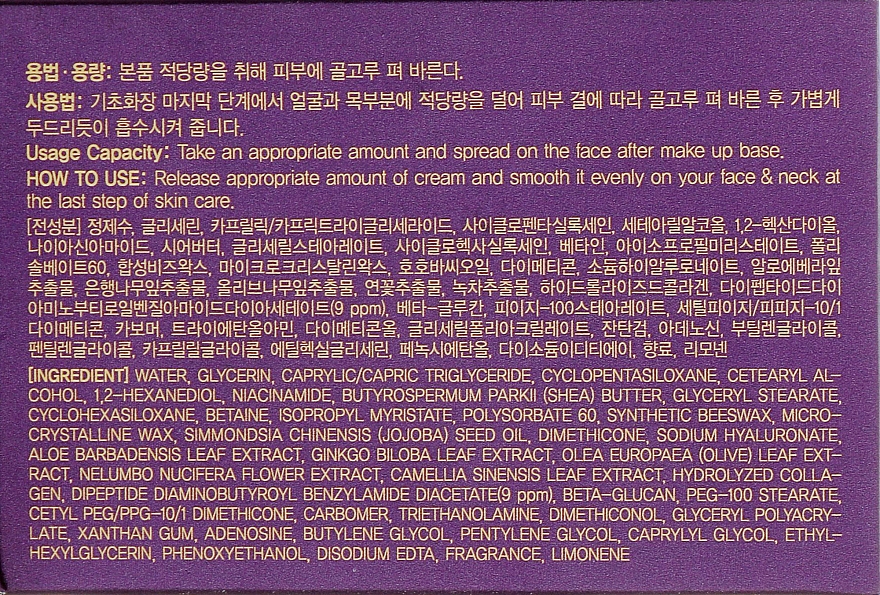 용법·용량: 본품 적당량을 취해 피부에 골고루 펴 바른다.
사용법: 기초화장 마지막 단계에서 얼굴과 목부분에 적당량을 덜어 피부 결에 따라 골고루 펴 바른 후 가볍게
두드리듯이 흡수시켜 줍니다.
Usage Capacity: Take an appropriate amount and spread on the face after make up base.
HOW TO USE: Release appropriate amount of cream and smooth it evenly on your face & neck at
the last step of skin care.
[전성분] 정제수, 글리세린, 카프릴릭/카프릭트라이글리세라이드, 사이클로펜타실록세인, 세테아릴알코올, 1,2-헥산다이올,
나이아신아마이드, 시어버터, 글리세릴스테아레이트, 사이클로헥사실록세인, 베타인, 아이소프로필미리스테이트, 폴리
솔베이트60, 합성비즈왁스, 마이크로크리스탈린왁스, 호호바씨오일, 다이메티콘, 소듐하이알루로네이트, 알로에베라잎
추출물, 은행나무잎추출물, 올리브나무잎추출물, 연꽃추출물, 녹차추출물, 하이드롤라이즈드콜라겐, 다이펩타이드다이
아미노부티로일벤질아마이드다이아세테이트(9 ppm), 베타-글루칸, 피이지-100스테아레이트, 세틸피이지/피피지-10/1
다이메티콘, 카보머, 트라이에탄올아민, 다이메티콘올, 글리세릴폴리아크릴레이트, 잔탄검, 아데노신, 부틸렌글라이콜,
펜틸렌글라이콜, 카프릴릴글라이콜, 에틸헥실글리세린, 페녹시에탄올, 다이소듐이디티에이, 향료, 리모넨
[INGREDIENT] WATER, GLYCERIN, CAPRYLIC/CAPRIC TRIGLYCERIDE, CYCLOPENTASILOXANE, CETEARYL AL-
COHOL, 1,2-HEXANEDIOL, NIACINAMIDE, BUTYROSPERMUM PARKII (SHEA) BUTTER, GLYCERYL STEARATE,
CYCLOHEXASILOXANE, BETAINE, ISOPROPYL MYRISTATE, POLYSORBATE 60, SYNTHETIC BEESWAX, MICRO-
CRYSTALLINE WAX, SIMMONDSIA CHINENSIS (JOJOBA) SEED OIL, DIMETHICONE, SODIUM HYALURONATE,
ALOE BARBADENSIS LEAF EXTRACT, GINKGO BILOBA LEAF EXTRACT, OLEA EUROPAEA (OLIVE) LEAF EXT-
RACT, NELUMBO NUCIFERA FLOWER EXTRACT, CAMELLIA SINENSIS LEAF EXTRACT, HYDROLYZED COLLA-
GEN, DIPEPTIDE DIAMINOBUTYROYL BENZYLAMIDE DIACETATE(9 ppm), BETA-GLUCAN, PEG-100 STEARATE,
CETYL PEG/PPG-10/1 DIMETHICONE, CARBOMER, TRIETHANOLAMINE, DIMETHICONOL, GLYCERYL POLYACRY-
LATE, XANTHAN GUM, ADENOSINE, BUTYLENE GLYCOL, PENTYLENE GLYCOL, CAPRYLYL GLYCOL, ETHYL-
HEXYLGLYCERIN, PHENOXYETHANOL, DISODIUM EDTA, FRAGRANCE, LIMONENE